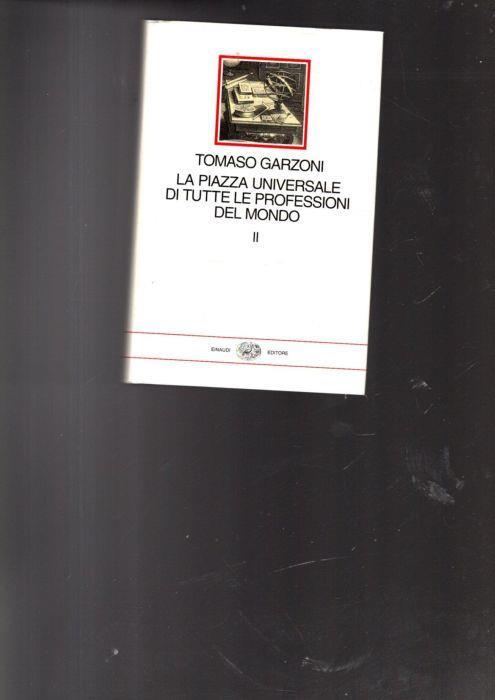 TOMASO GARZONI
LA PIAZZA UNIVERSALE
DI TUTTE LE PROFESSIONI
DEL MONDO
II
EINAUDI EDITORE